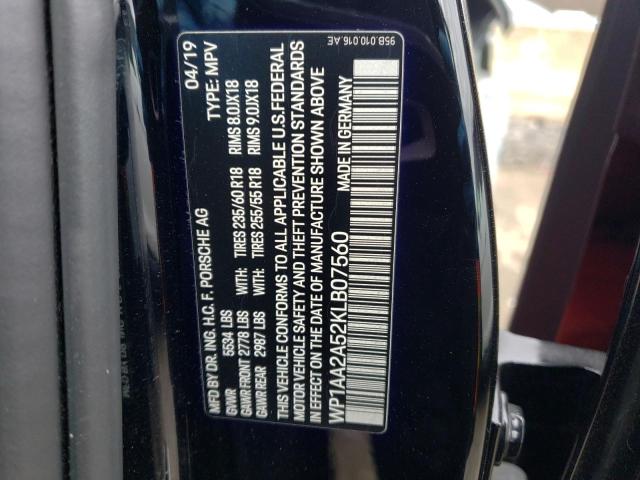 MFD BY DR. ING. H.C. F. PORSCHE AG 04/19
GVWR 5534 LBS TYPE: MPV
GAWR FRONT 2778 LBS WITH: TIRES 235/60 R18 RIMS 8.0JX18
GAWR REAR 2987 LBS WITH: TIRES 255/55 R18 RIMS 9.0JX18
THIS VEHICLE CONFORMS TO ALL APPLICABLE U.S.FEDERAL
MOTOR VEHICLE SAFETY AND THEFT PREVENTION STANDARDS
IN EFFECT ON THE DATE OF MANUFACTURE SHOWN ABOVE
WP1AA2A52KLB07560 MADE IN GERMANY
95B.010.016.AE